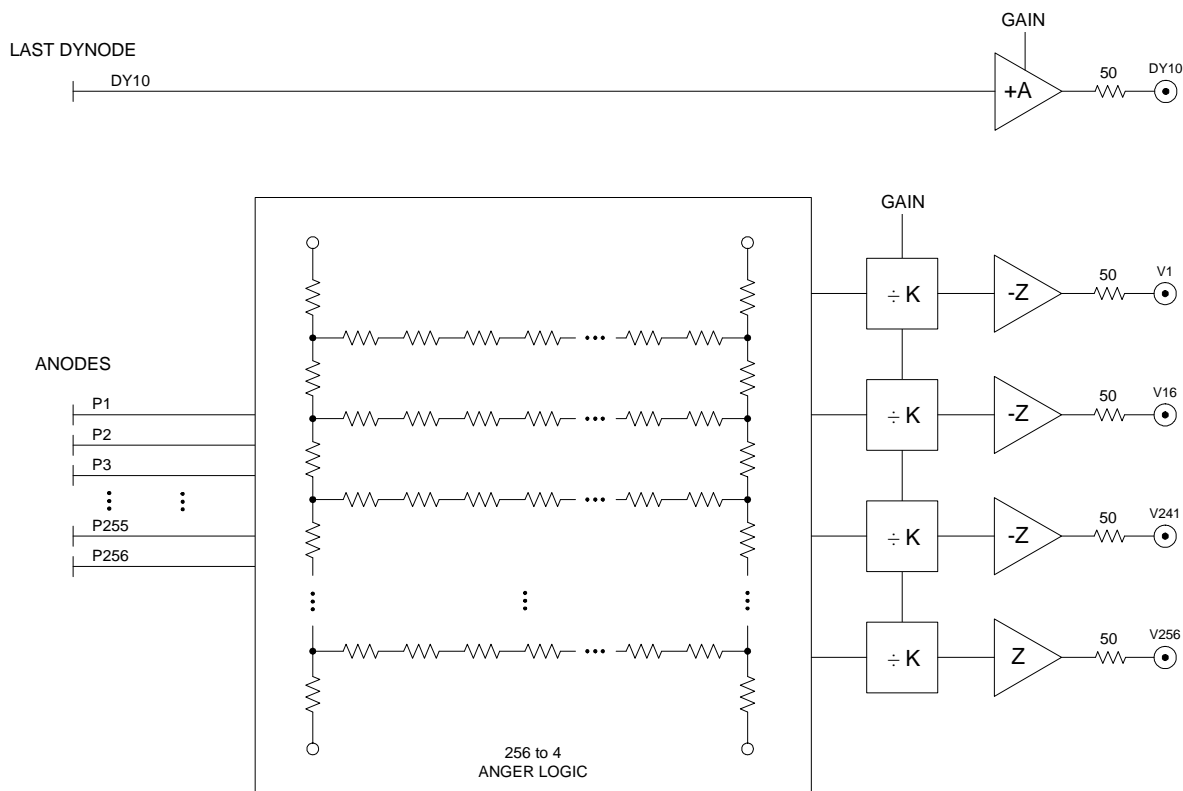 GAIN
LAST DYNODE
DY10
+A
50
DY10
GAIN
÷ K
-Z
50
V1
ANODES
P1
P2
P3
P255
P256
÷ K
-Z
50
V16
÷ K
-Z
50
V241
÷ K
Z
50
V256
256 to 4
ANGER LOGIC